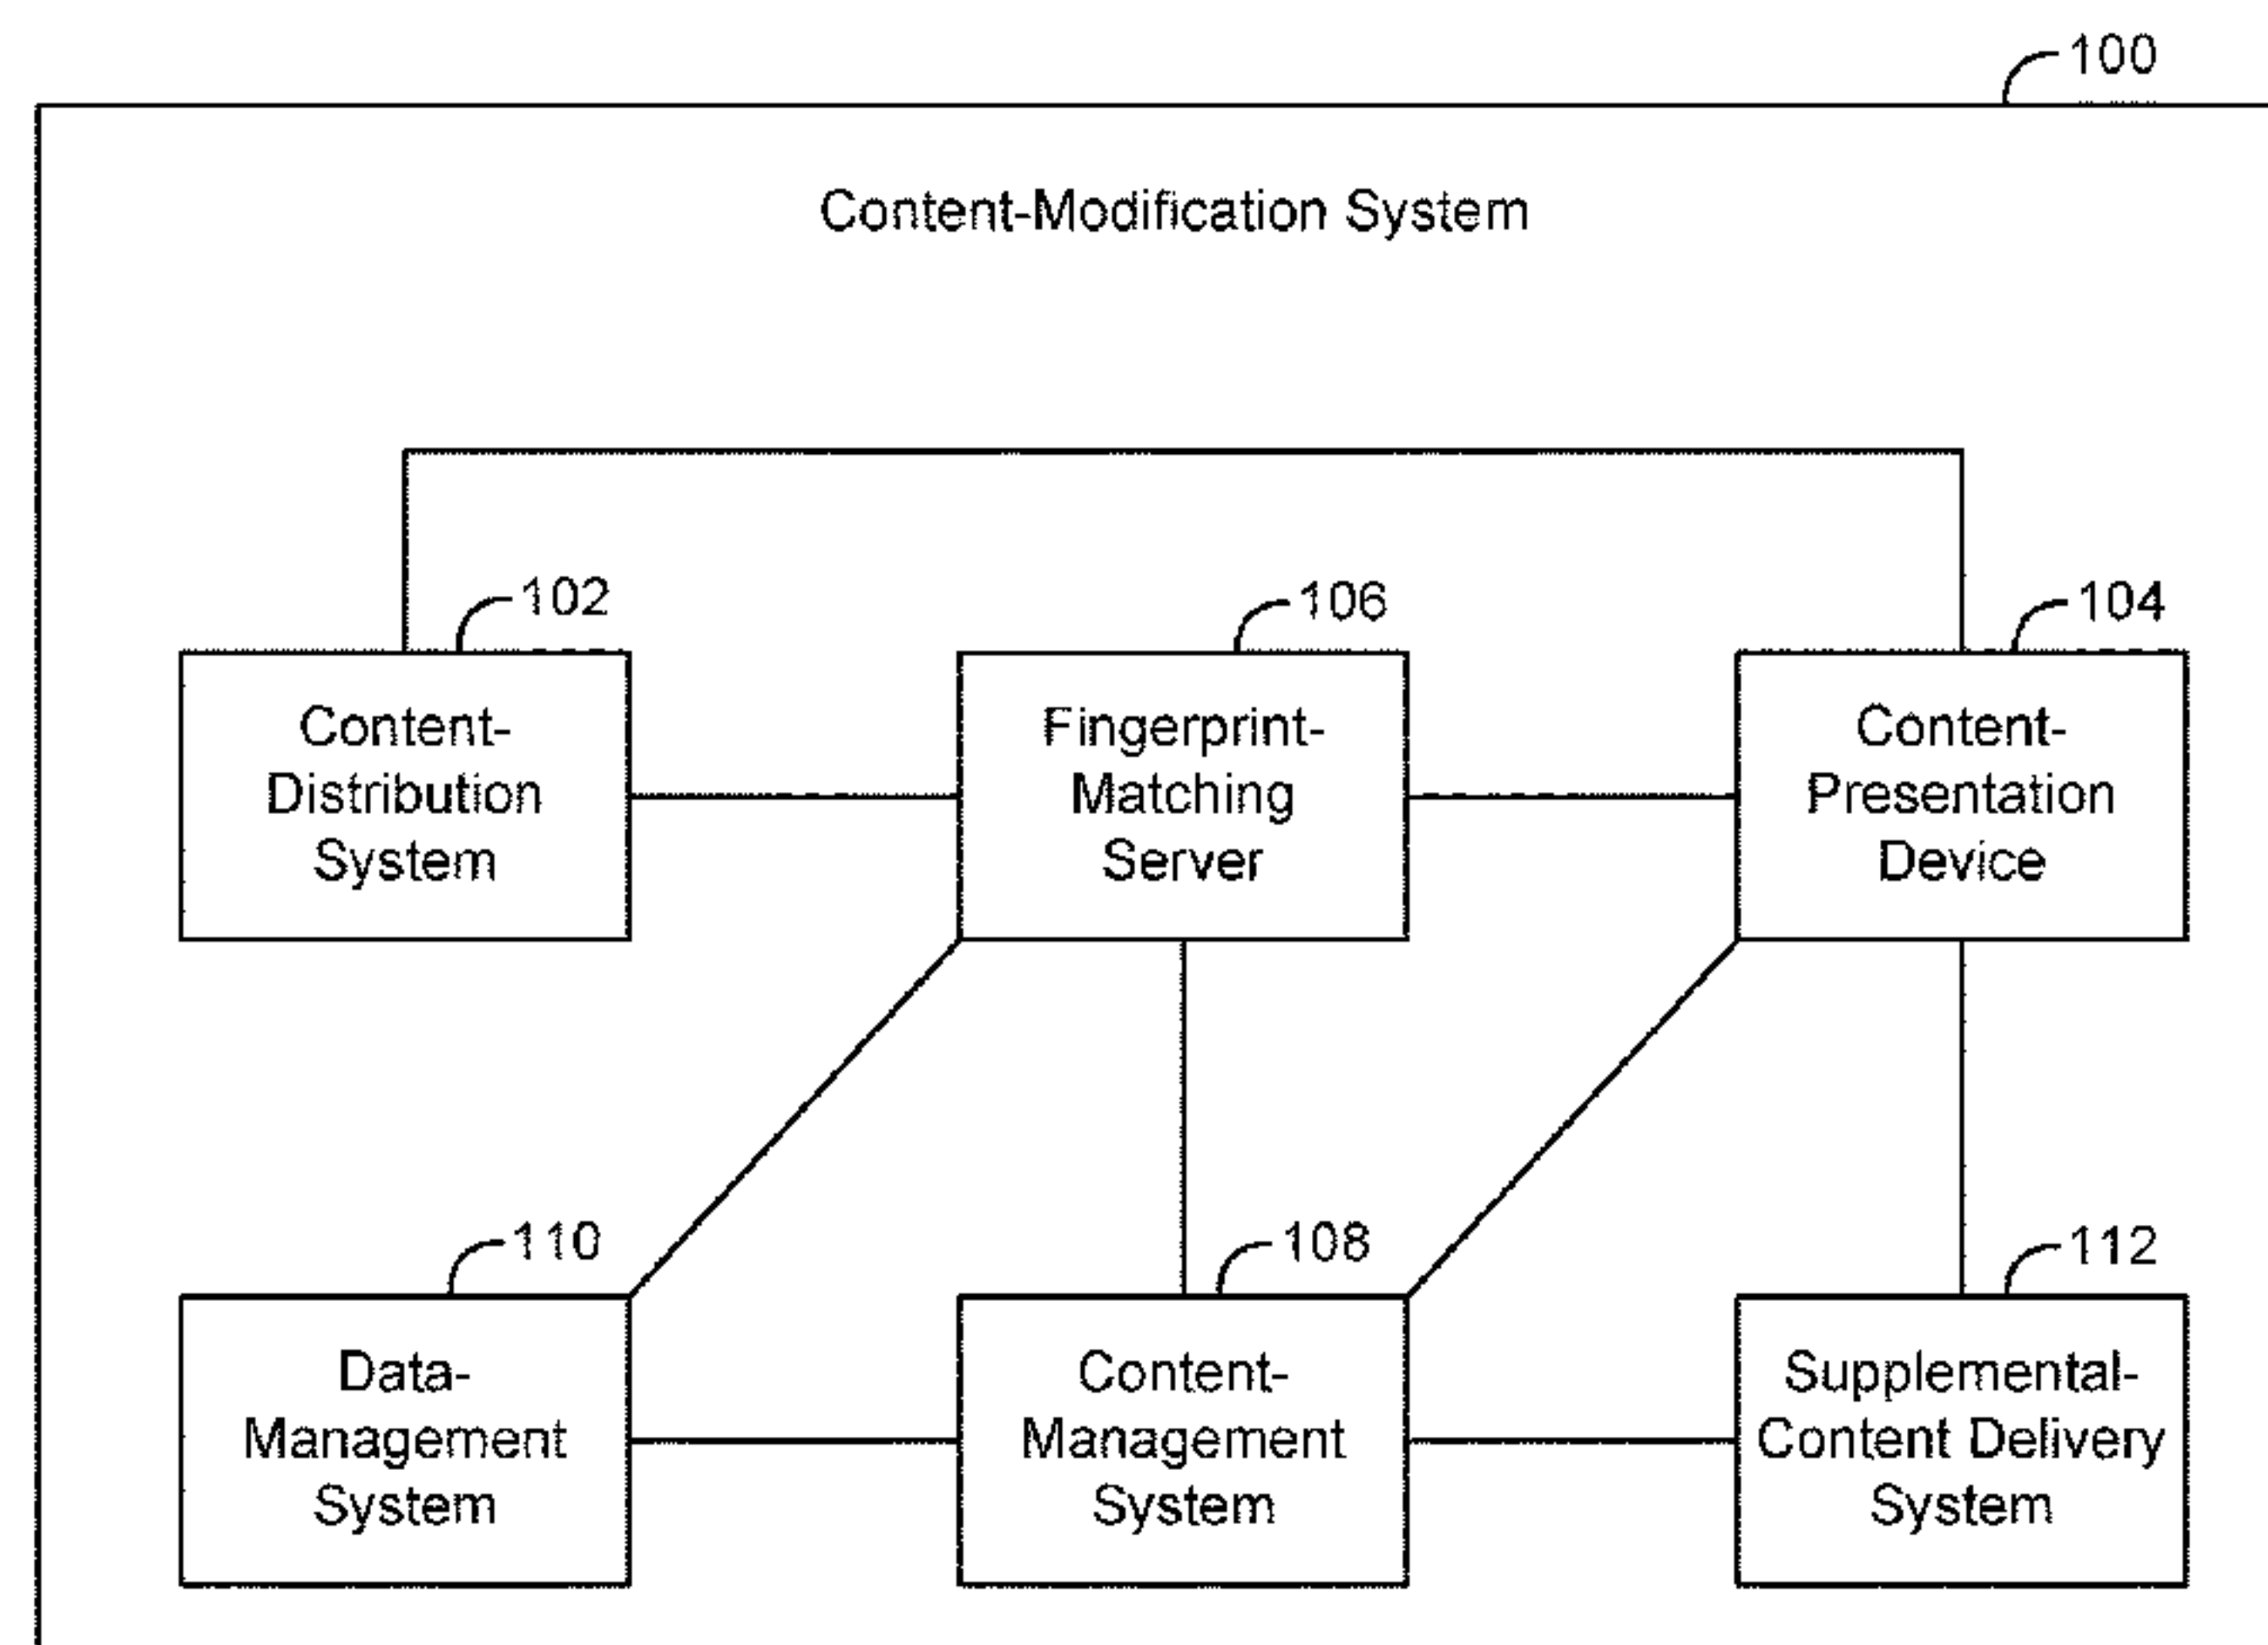 100
Content-Modification System
102
106
104
Content-
Distribution
System
Fingerprint-
Matching
Server
Content-
Presentation
Device
110
108
112
Data-
Management
System
Content-
Management
System
Supplemental-
Content Delivery
System